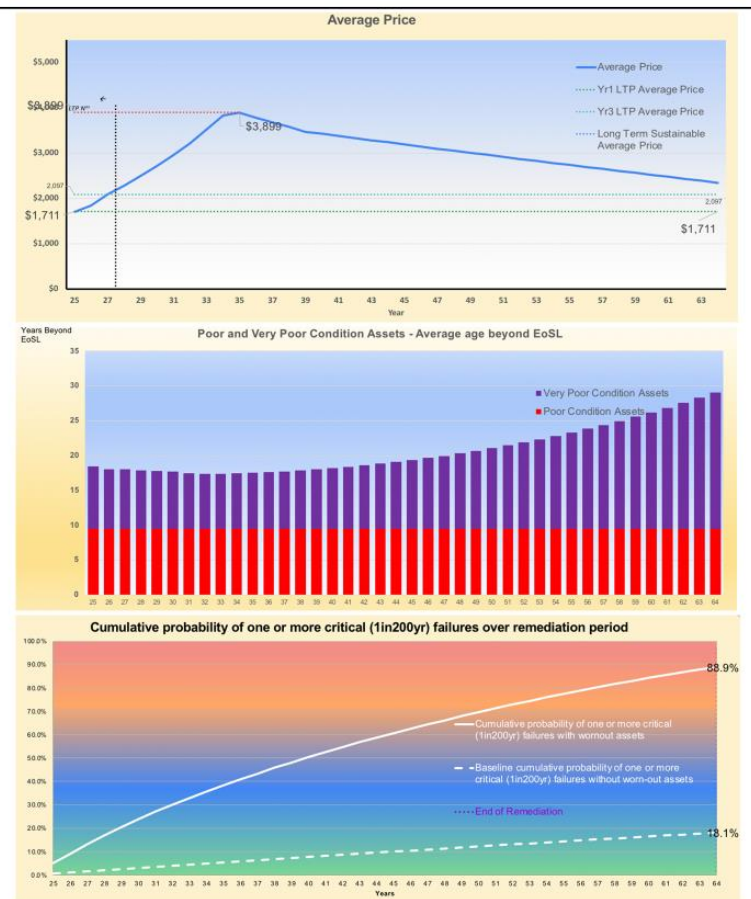 Average Price
$5,000
$4,000
$3,899
LTP N
$3,899
$3,000
2,097
$2,000
2,097
$1,711
$1,711
$1,000
$0
Average Price
Yr1 LTP Average Price
Yr3 LTP Average Price
Long Term Sustainable
Average Price
25 27 29 31 33 35 37 39 41 43 45 47 49 51 53 55 57 59 61 63
Year
Years Beyond
EoSL
Poor and Very Poor Condition Assets - Average age beyond EoSL
35
30
25
20
15
10
5
0
Very Poor Condition Assets
Poor Condition Assets
25 26 27 28 29 30 31 32 33 34 35 36 37 38 39 40 41 42 43 44 45 46 47 48 49 50 51 52 53 54 55 56 57 58 59 60 61 62 63 64
Cumulative probability of one or more critical (1in200yr) failures over remediation period
100.0%
90.0%
80.0%
70.0%
60.0%
50.0%
40.0%
30.0%
20.0%
10.0%
0.0%
88.9%
Cumulative probability of one or more critical
(1in200yr) failures with wornout assets
Baseline cumulative probability of one or more
critical (1in200yr) failures without worn-out assets
End of Remediation
18.1%
25 26 27 28 29 30 31 32 33 34 35 36 37 38 39 40 41 42 43 44 45 46 47 48 49 50 51 52 53 54 55 56 57 58 59 60 61 62 63 64
Years